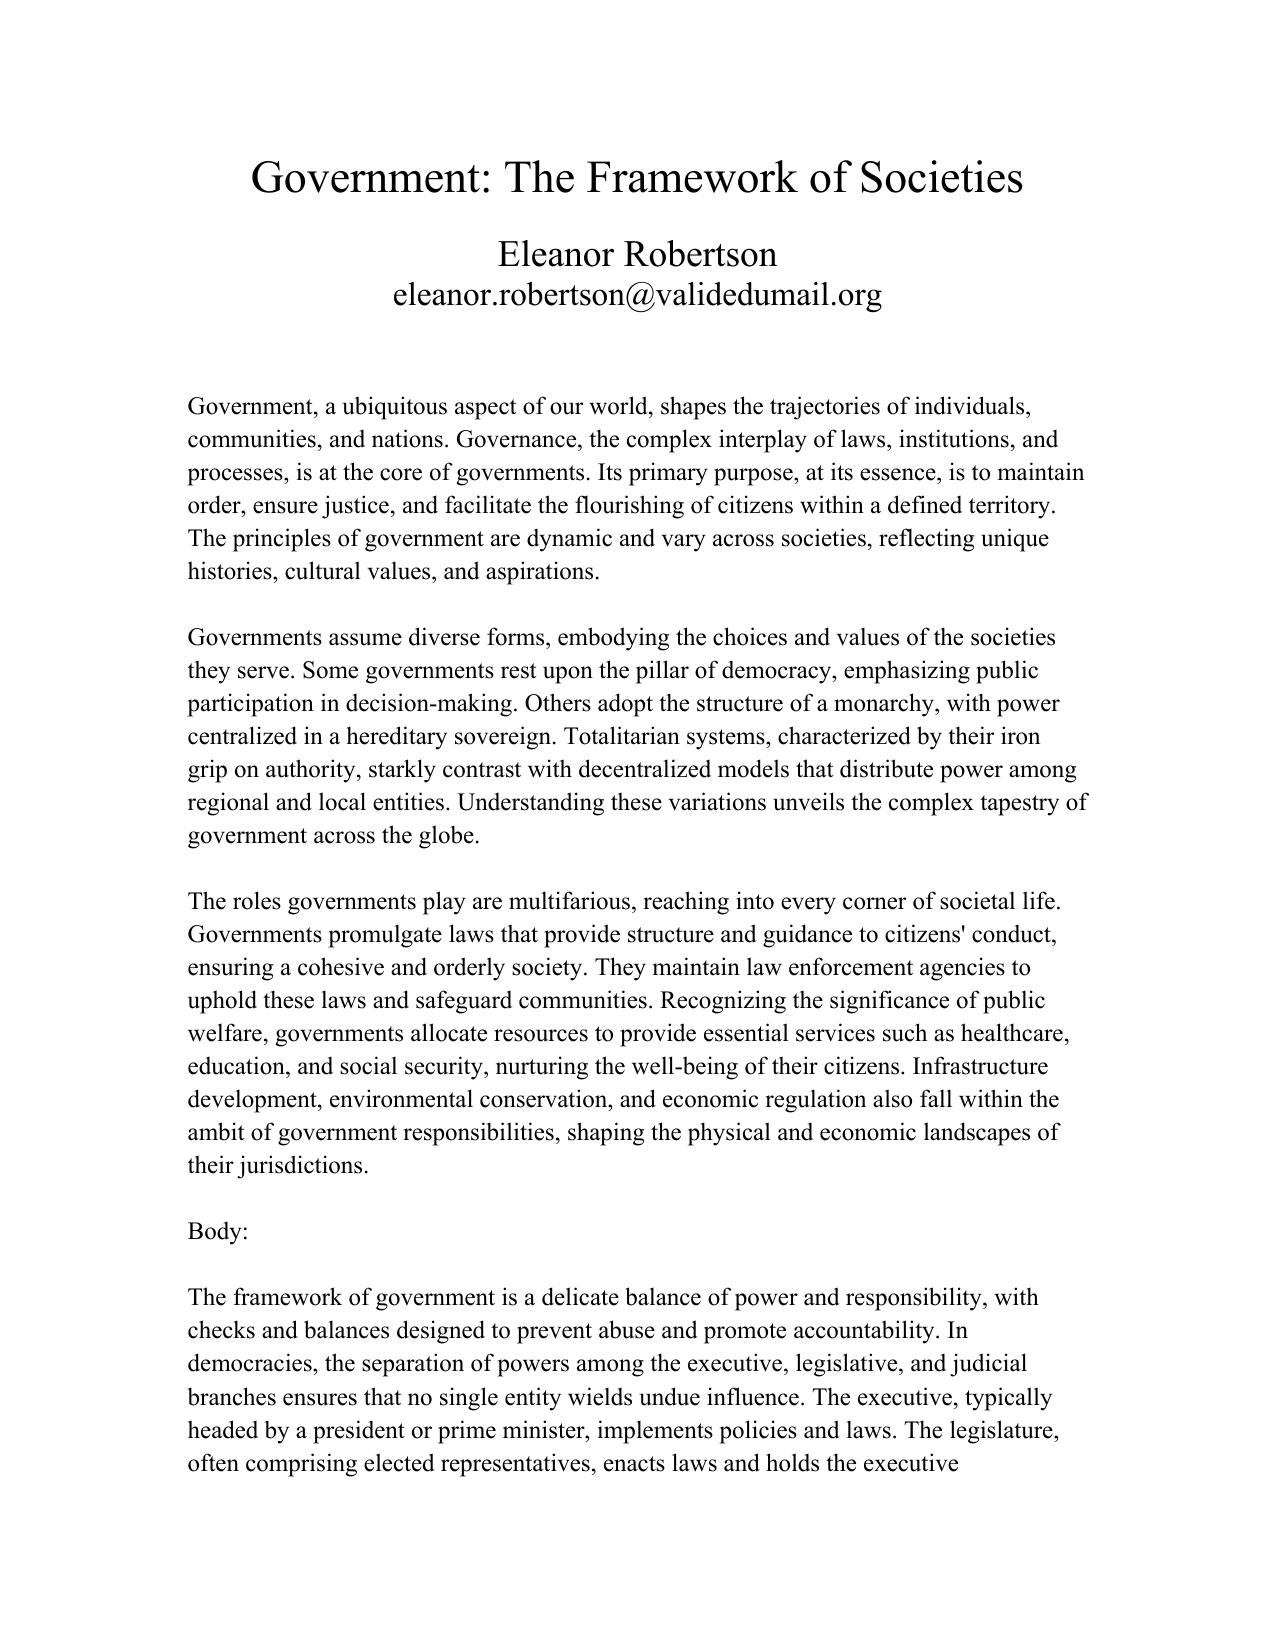 Government: The Framework of Societies
Eleanor Robertson
eleanor.robertson@validedumail.org
Government, a ubiquitous aspect of our world, shapes the trajectories of individuals,
communities, and nations. Governance, the complex interplay of laws, institutions, and
processes, is at the core of governments. Its primary purpose, at its essence, is to maintain
order, ensure justice, and facilitate the flourishing of citizens within a defined territory.
The principles of government are dynamic and vary across societies, reflecting unique
histories, cultural values, and aspirations.
Governments assume diverse forms, embodying the choices and values of the societies
they serve. Some governments rest upon the pillar of democracy, emphasizing public
participation in decision-making. Others adopt the structure of a monarchy, with power
centralized in a hereditary sovereign. Totalitarian systems, characterized by their iron
grip on authority, starkly contrast with decentralized models that distribute power among
regional and local entities. Understanding these variations unveils the complex tapestry of
government across the globe.
The roles governments play are multifarious, reaching into every corner of societal life.
Governments promulgate laws that provide structure and guidance to citizens' conduct,
ensuring a cohesive and orderly society. They maintain law enforcement agencies to
uphold these laws and safeguard communities. Recognizing the significance of public
welfare, governments allocate resources to provide essential services such as healthcare,
education, and social security, nurturing the well-being of their citizens. Infrastructure
development, environmental conservation, and economic regulation also fall within the
ambit of government responsibilities, shaping the physical and economic landscapes of
their jurisdictions.
Body:
The framework of government is a delicate balance of power and responsibility, with
checks and balances designed to prevent abuse and promote accountability. In
democracies, the separation of powers among the executive, legislative, and judicial
branches ensures that no single entity wields undue influence. The executive, typically
headed by a president or prime minister, implements policies and laws. The legislature,
often comprising elected representatives, enacts laws and holds the executive